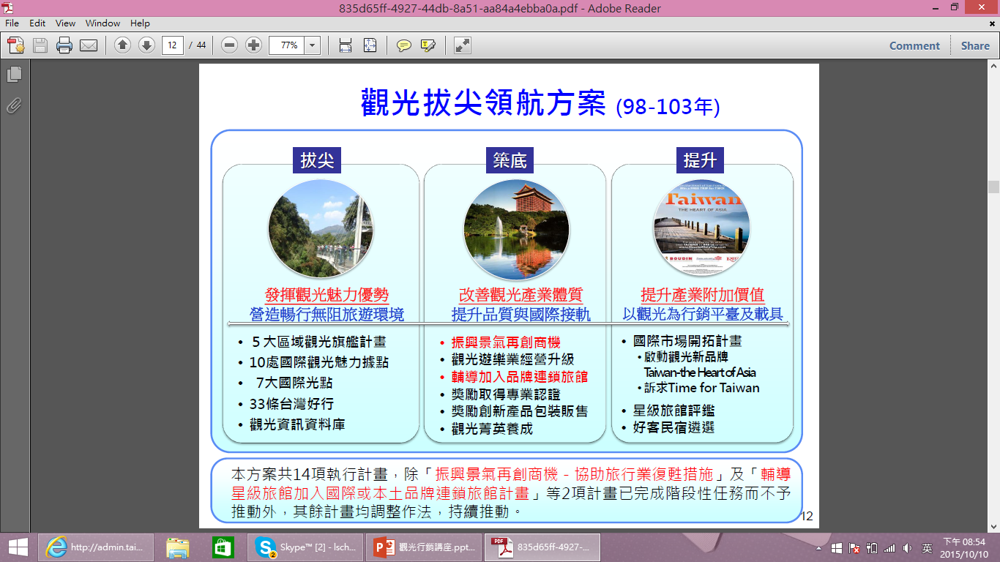 835d65ff-4927-44db-8a51-aa84a4ebba0a.pdf - Adobe Reader
File Edit View Window Help
12 / 44 77% Comment Share
觀光拔尖領航方案 (98-103年)
拔尖
發揮觀光魅力優勢
營造暢行無阻旅遊環境
• 5 大區域觀光旗艦計畫
• 10處國際觀光魅力據點
• 7大國際光點
• 33條台灣好行
• 觀光資訊資料庫
築底
改善觀光產業體質
提升品質與國際接軌
• 振興景氣再創商機
• 觀光遊樂業經營升級
• 輔導加入品牌連鎖旅館
• 獎勵取得專業認證
• 獎勵創新產品包裝販售
• 觀光菁英養成
提升
Taiwan
THE HEART OF ASIA
BOUDIN
提升產業附加價值
以觀光為行銷平臺及載具
• 國際市場開拓計畫
• 啟動觀光新品牌
Taiwan-the Heart of Asia
• 訴求Time for Taiwan
• 星級旅館評鑑
• 好客民宿遴選
本方案共14項執行計畫，除「振興景氣再創商機－協助旅行業復甦措施」及「輔導
星級旅館加入國際或本土品牌連鎖旅館計畫」等2項計畫已完成階段性任務而不予
推動外，其餘計畫均調整作法，持續推動。
12
http://admin.tai... Skype™ [2] - lsch... 觀光行銷講座.ppt... 835d65ff-4927-... 英 下午 08:54
2015/10/10